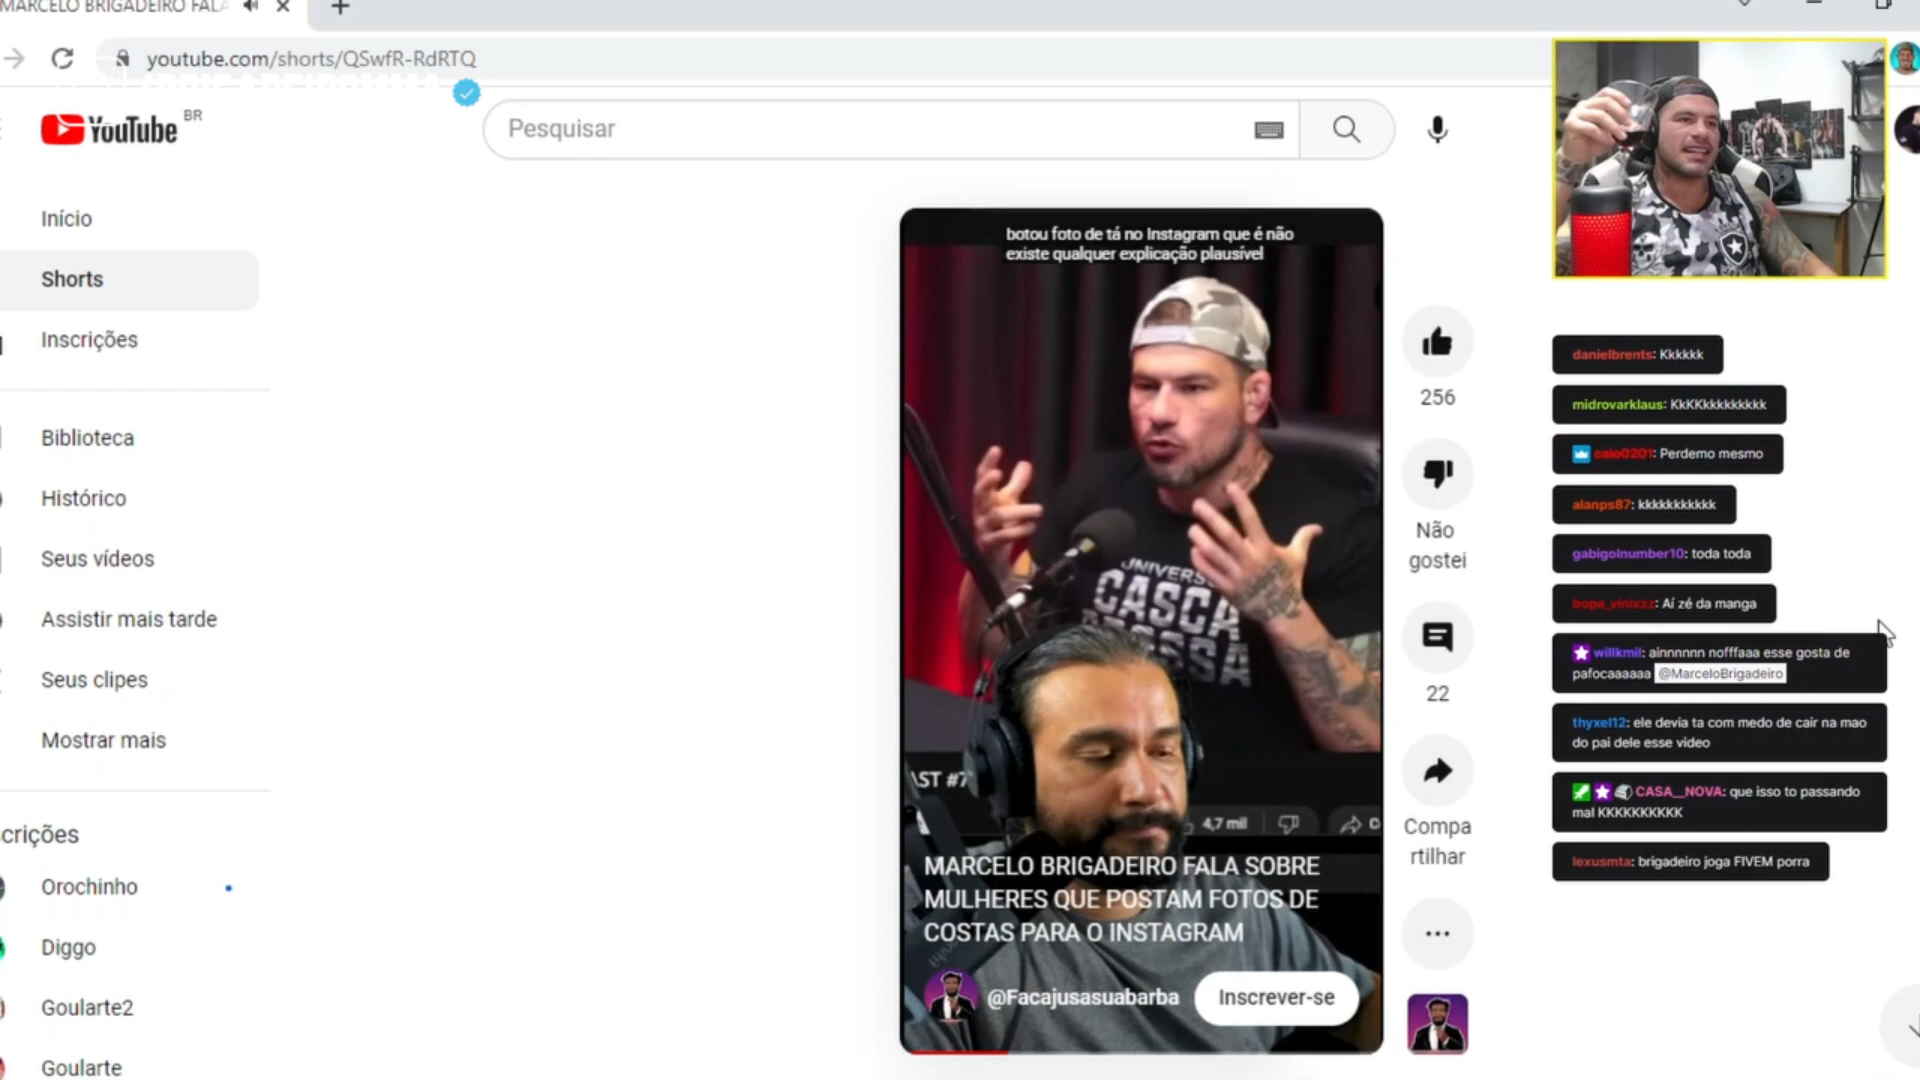 MARCELO BRIGADEIRO FALA
youtube.com/shorts/QSwfR-RdRTQ
YouTube BR
Pesquisar
Início
Shorts
Inscrições
Biblioteca
Histórico
Seus vídeos
Assistir mais tarde
Seus clipes
Mostrar mais
crições
Orochinho
Diggo
Goularte2
Goularte
botou foto de tá no Instagram que é não
existe qualquer explicação plausível
UNIVERS
CASCA
AST #7
4,7 mil
MARCELO BRIGADEIRO FALA SOBRE
MULHERES QUE POSTAM FOTOS DE
COSTAS PARA O INSTAGRAM
@Facajusasuabarba
Inscrever-se
256
Não
gostei
22
Compa
rtilhar
danielbrents: Kkkkkk
midrovarklaus: KkKKkkkkkkkkk
caio0201: Perdemo mesmo
alanps87: kkkkkkkkkkk
gabigolnumber10: toda toda
bope_vinixzz: Aí zé da manga
willkmil: ainnnnnn nofffaaa esse gosta de
pafocaaaaaa @MarceloBrigadeiro
thyxel12: ele devia ta com medo de cair na mao
do pai dele esse video
CASA__NOVA: que isso to passando
mal KKKKKKKKKK
lexusmta: brigadeiro joga FIVEM porra